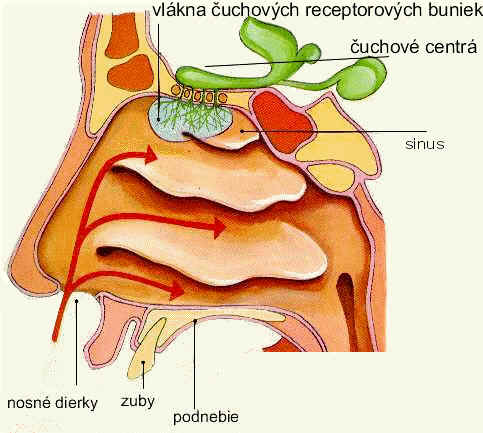 vlákna čuchových receptorových buniek
čuchové centrá
sinus
nosné dierky
zuby
podnebie